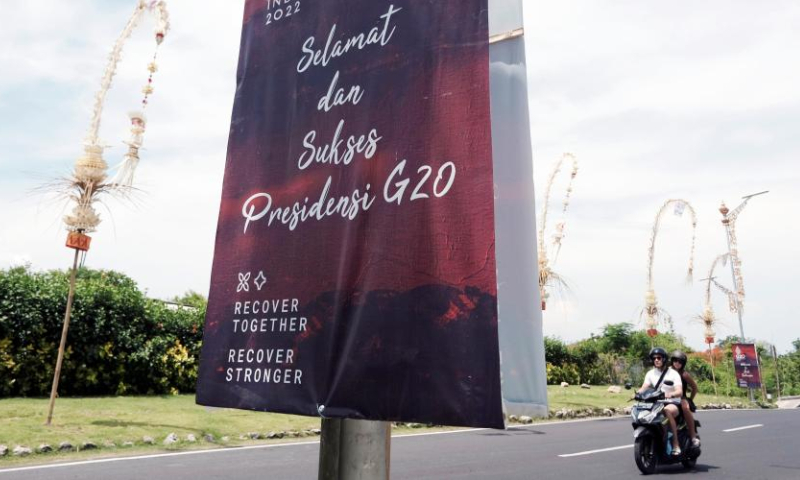 2022
Selamat
dan
Sukses
Presidensi G20
RECOVER
TOGETHER
RECOVER
STRONGER